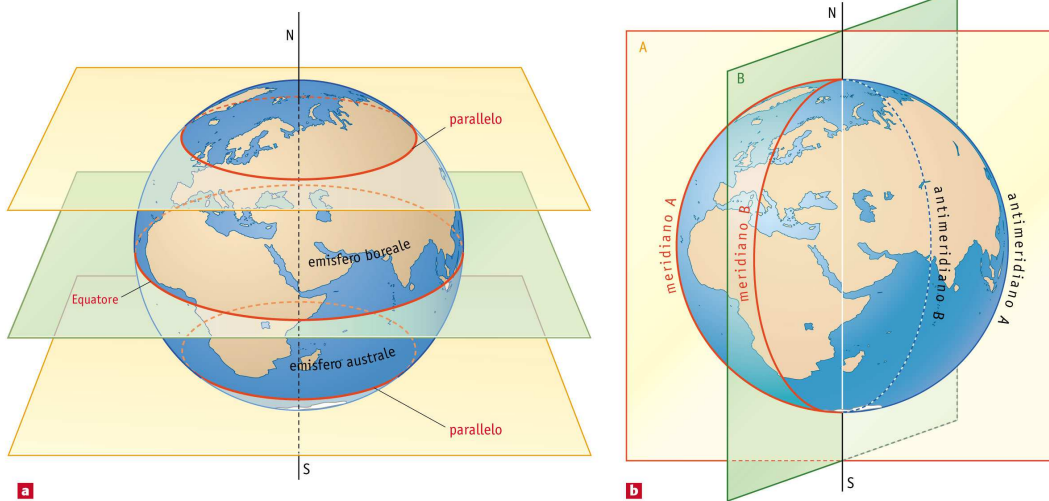 N
parallelo
emisfero boreale
Equatore
emisfero australe
parallelo
S
a
N
A
B
meridiano A
meridiano B
antimeridiano B
antimeridiano A
S
b